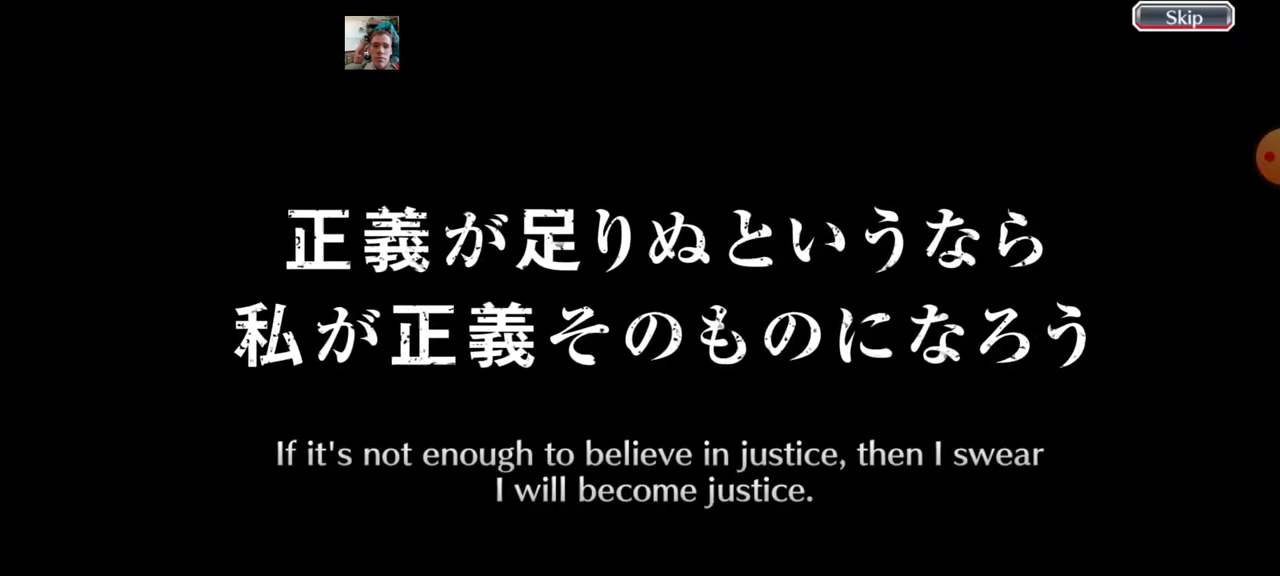 Skip
正義が足りぬというなら
私が正義そのものになろう
If it's not enough to believe in justice, then I swear
I will become justice.